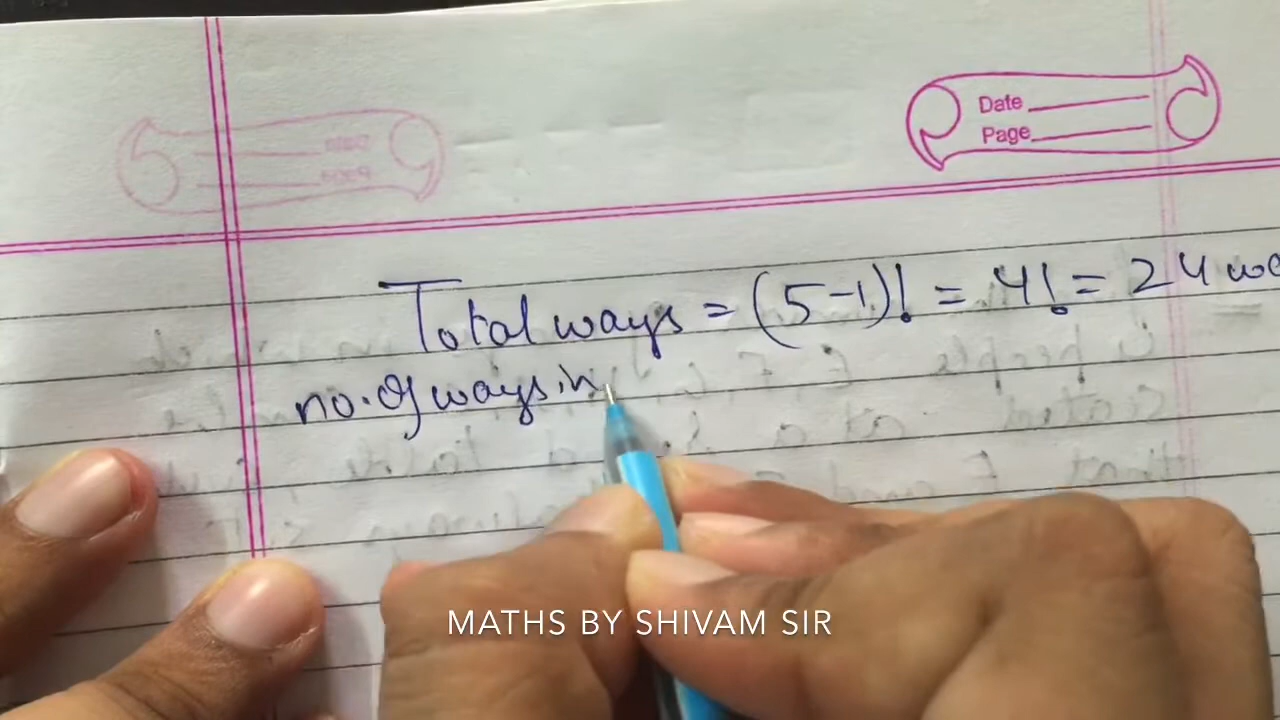 Date
Page
Total ways = (5-1)! = 4! = 24
no. of ways in
MATHS BY SHIVAM SIR